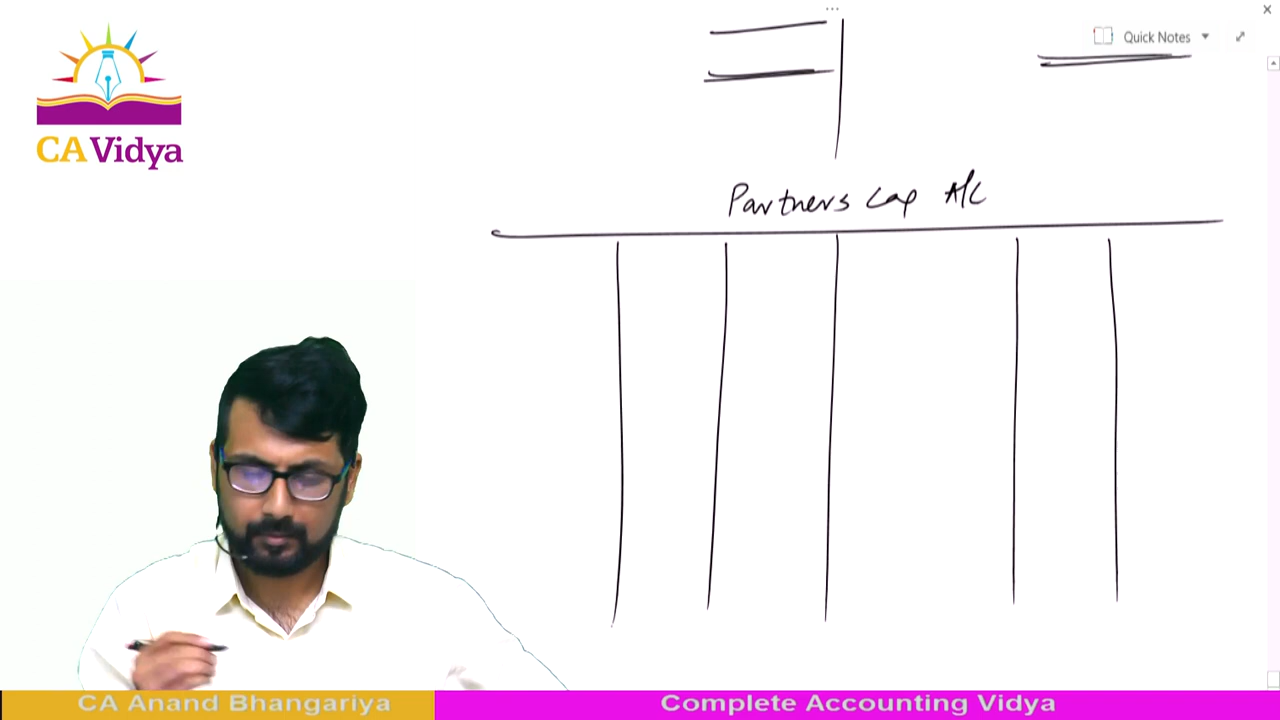 Quick Notes
CA Vidya
Partners Cap A/C
CA Anand Bhangariya
Complete Accounting Vidya